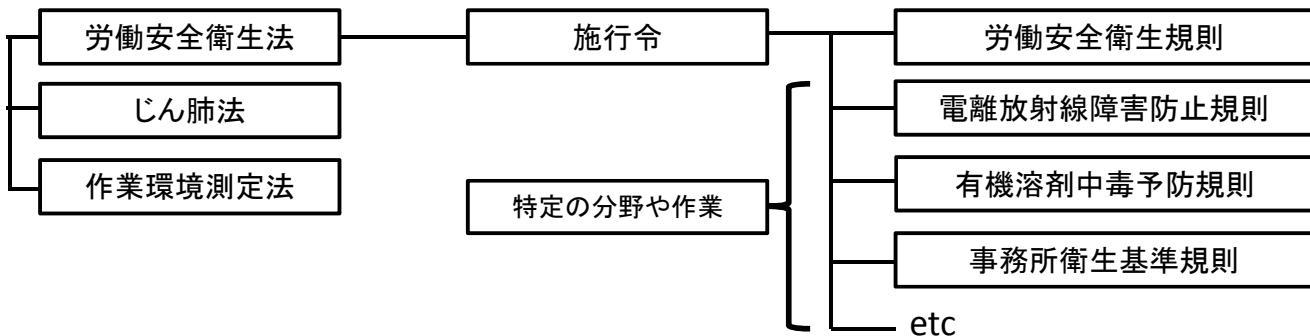 労働安全衛生法
施行令
労働安全衛生規則
じん肺法
電離放射線障害防止規則
作業環境測定法
特定の分野や作業
有機溶剤中毒予防規則
事務所衛生基準規則
etc